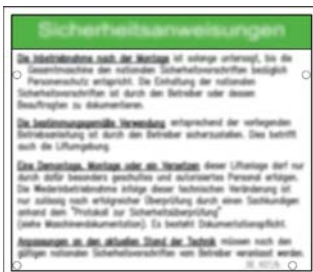 Sicherheitsanweisungen
Die Inbetriebnahme nach der Montage ist solange untersagt, bis die
Gesamtmaschine den nationalen Sicherheitsvorschriften bezüglich
Personenschutz entspricht. Die Einhaltung der nationalen
Sicherheitsvorschriften ist durch den Betreiber oder dessen
Beauftragten zu dokumentieren.
Die bestimmungsgemäße Verwendung entsprechend der vorliegenden
Betriebsanleitung ist durch den Betreiber sicherzustellen. Dies betrifft
auch die Liftumgebung.
Eine Demontage, Montage oder ein Versetzen dieser Liftanlage darf nur
durch dafür besonders geschultes und autorisiertes Personal erfolgen.
Die Wiederinbetriebnahme infolge dieser technischen Veränderung ist
nur zulässig nach erfolgreicher Überprüfung durch einen Sachkundigen
anhand dem "Protokoll zur Sicherheitsüberprüfung"
(siehe Maschinendokumentation). Es besteht Dokumentationspflicht.
Anpassungen an den aktuellen Stand der Technik müssen nach den
gültigen nationalen Sicherheitsvorschriften vom Betreiber veranlasst werden.